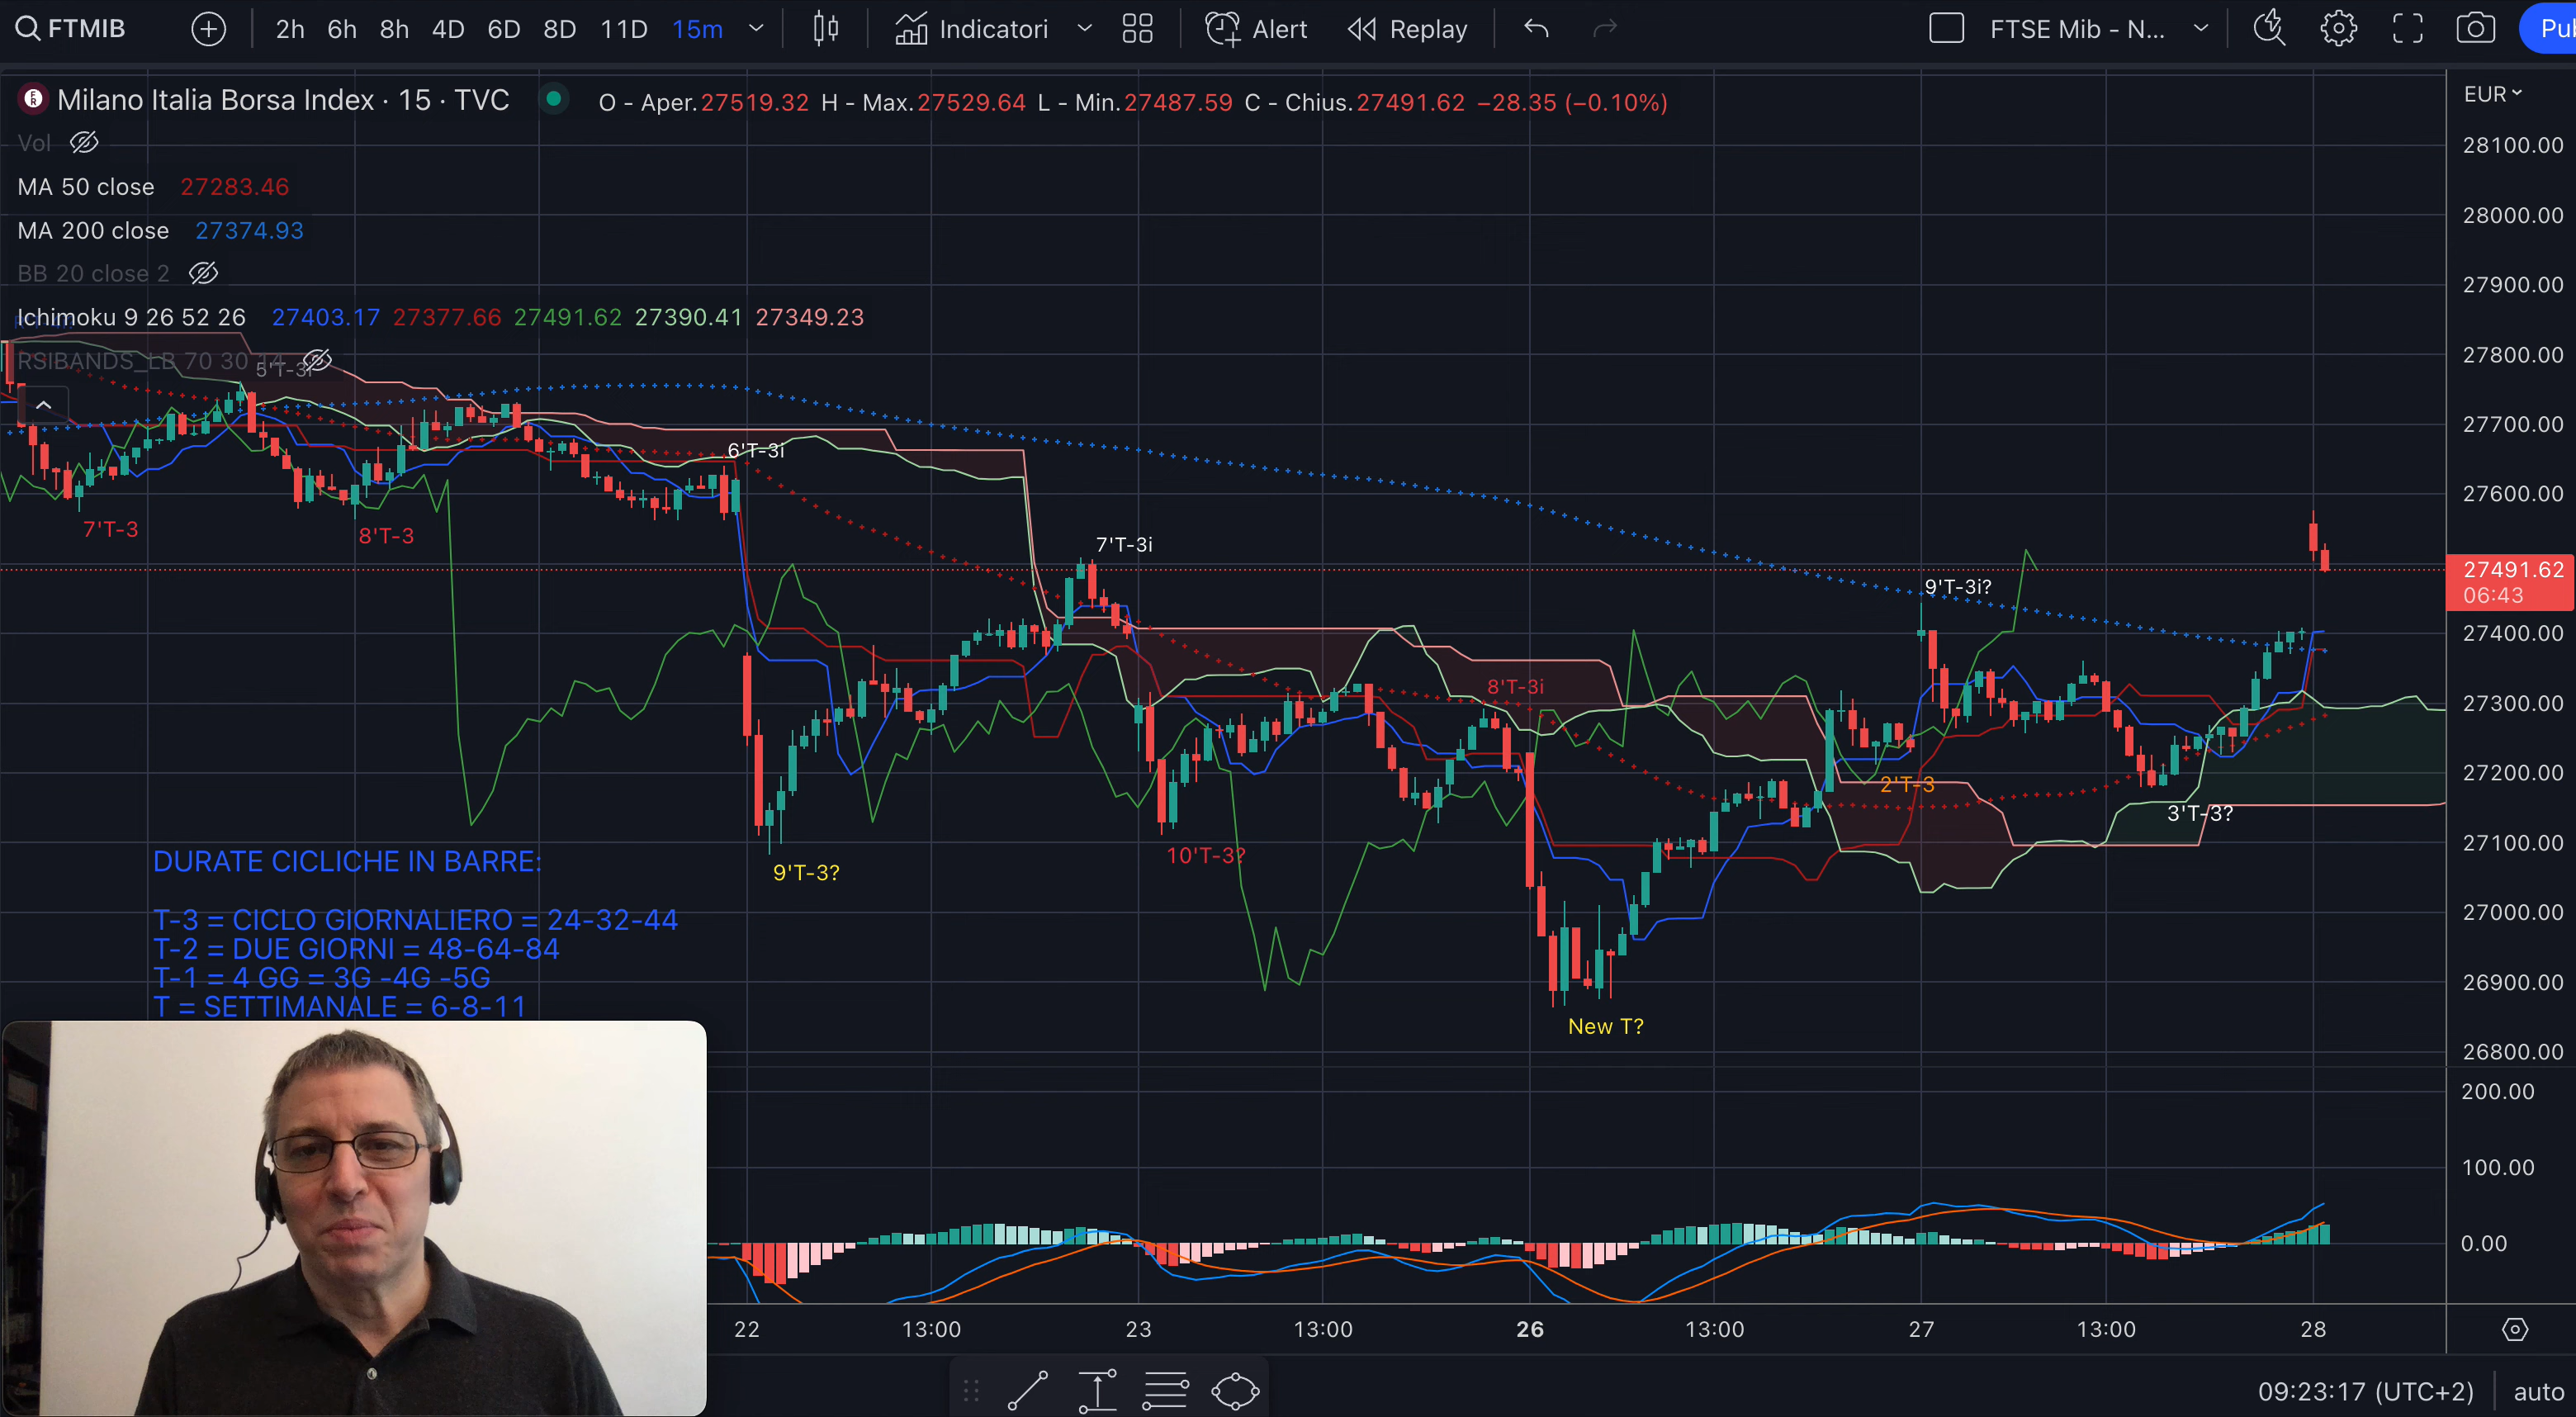 FTMIB 2h 6h 8h 4D 6D 8D 11D 15m Indicatori Alert Replay FTSE Mib - N... Pub
Milano Italia Borsa Index · 15 · TVC O - Aper.27519.32 H - Max.27529.64 L - Min.27487.59 C - Chius.27491.62 −28.35 (−0.10%)
EUR
Vol
MA 50 close 27283.46
MA 200 close 27374.93
BB 20 close 2
Ichimoku 9 26 52 26 27403.17 27377.66 27491.62 27390.41 27349.23
RSIBANDS_LB 70 30 14
5'T-3i
6'T-3i
7'T-3
8'T-3
7'T-3i
9'T-3i?
8'T-3i
2'T-3
3'T-3?
10'T-3?
9'T-3?
New T?
DURATE CICLICHE IN BARRE:
T-3 = CICLO GIORNALIERO = 24-32-44
T-2 = DUE GIORNI = 48-64-84
T-1 = 4 GG = 3G -4G -5G
T = SETTIMANALE = 6-8-11
28100.00
28000.00
27900.00
27800.00
27700.00
27600.00
27491.62
06:43
27400.00
27300.00
27200.00
27100.00
27000.00
26900.00
26800.00
200.00
100.00
0.00
22 13:00 23 13:00 26 13:00 27 13:00 28
09:23:17 (UTC+2) auto